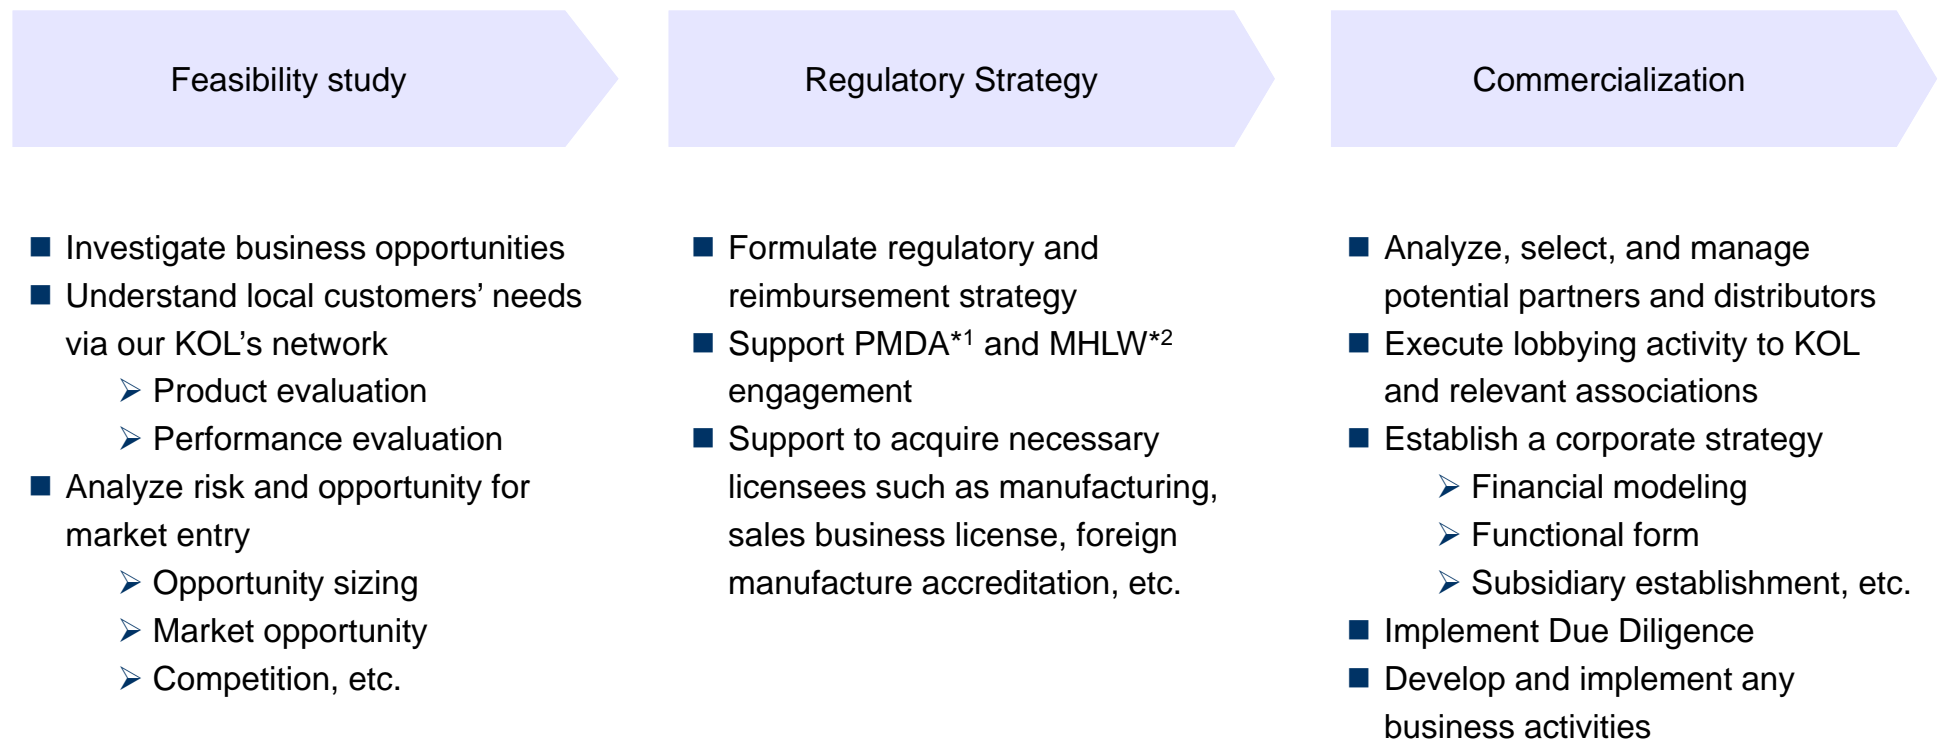 Feasibility study
Investigate business opportunities
Understand local customers’ needs
via our KOL’s network
Product evaluation
Performance evaluation
Analyze risk and opportunity for
market entry
Opportunity sizing
Market opportunity
Competition, etc.
Regulatory Strategy
Formulate regulatory and
reimbursement strategy
Support PMDA*1 and MHLW*2
engagement
Support to acquire necessary
licensees such as manufacturing,
sales business license, foreign
manufacture accreditation, etc.
Commercialization
Analyze, select, and manage
potential partners and distributors
Execute lobbying activity to KOL
and relevant associations
Establish a corporate strategy
Financial modeling
Functional form
Subsidiary establishment, etc.
Implement Due Diligence
Develop and implement any
business activities